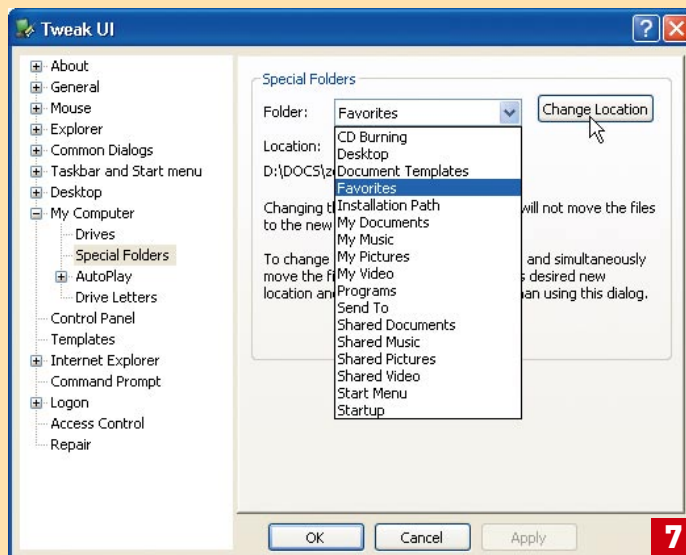 Tweak UI
About
General
Mouse
Explorer
Common Dialogs
Taskbar and Start menu
Desktop
My Computer
Drives
Special Folders
AutoPlay
Drive Letters
Control Panel
Templates
Internet Explorer
Command Prompt
Logon
Access Control
Repair
Special Folders
Folder: Favorites Change Location
CD Burning
Location: Desktop
D:\DOCS\ Document Templates
Favorites
Installation Path
Changing My Documents will not move the files
to the new My Music
My Pictures
To change and simultaneously
move the My Video desired new
location Programs using this dialog.
Send To
Shared Documents
Shared Music
Shared Pictures
Shared Video
Start Menu
Startup
OK Cancel Apply
7